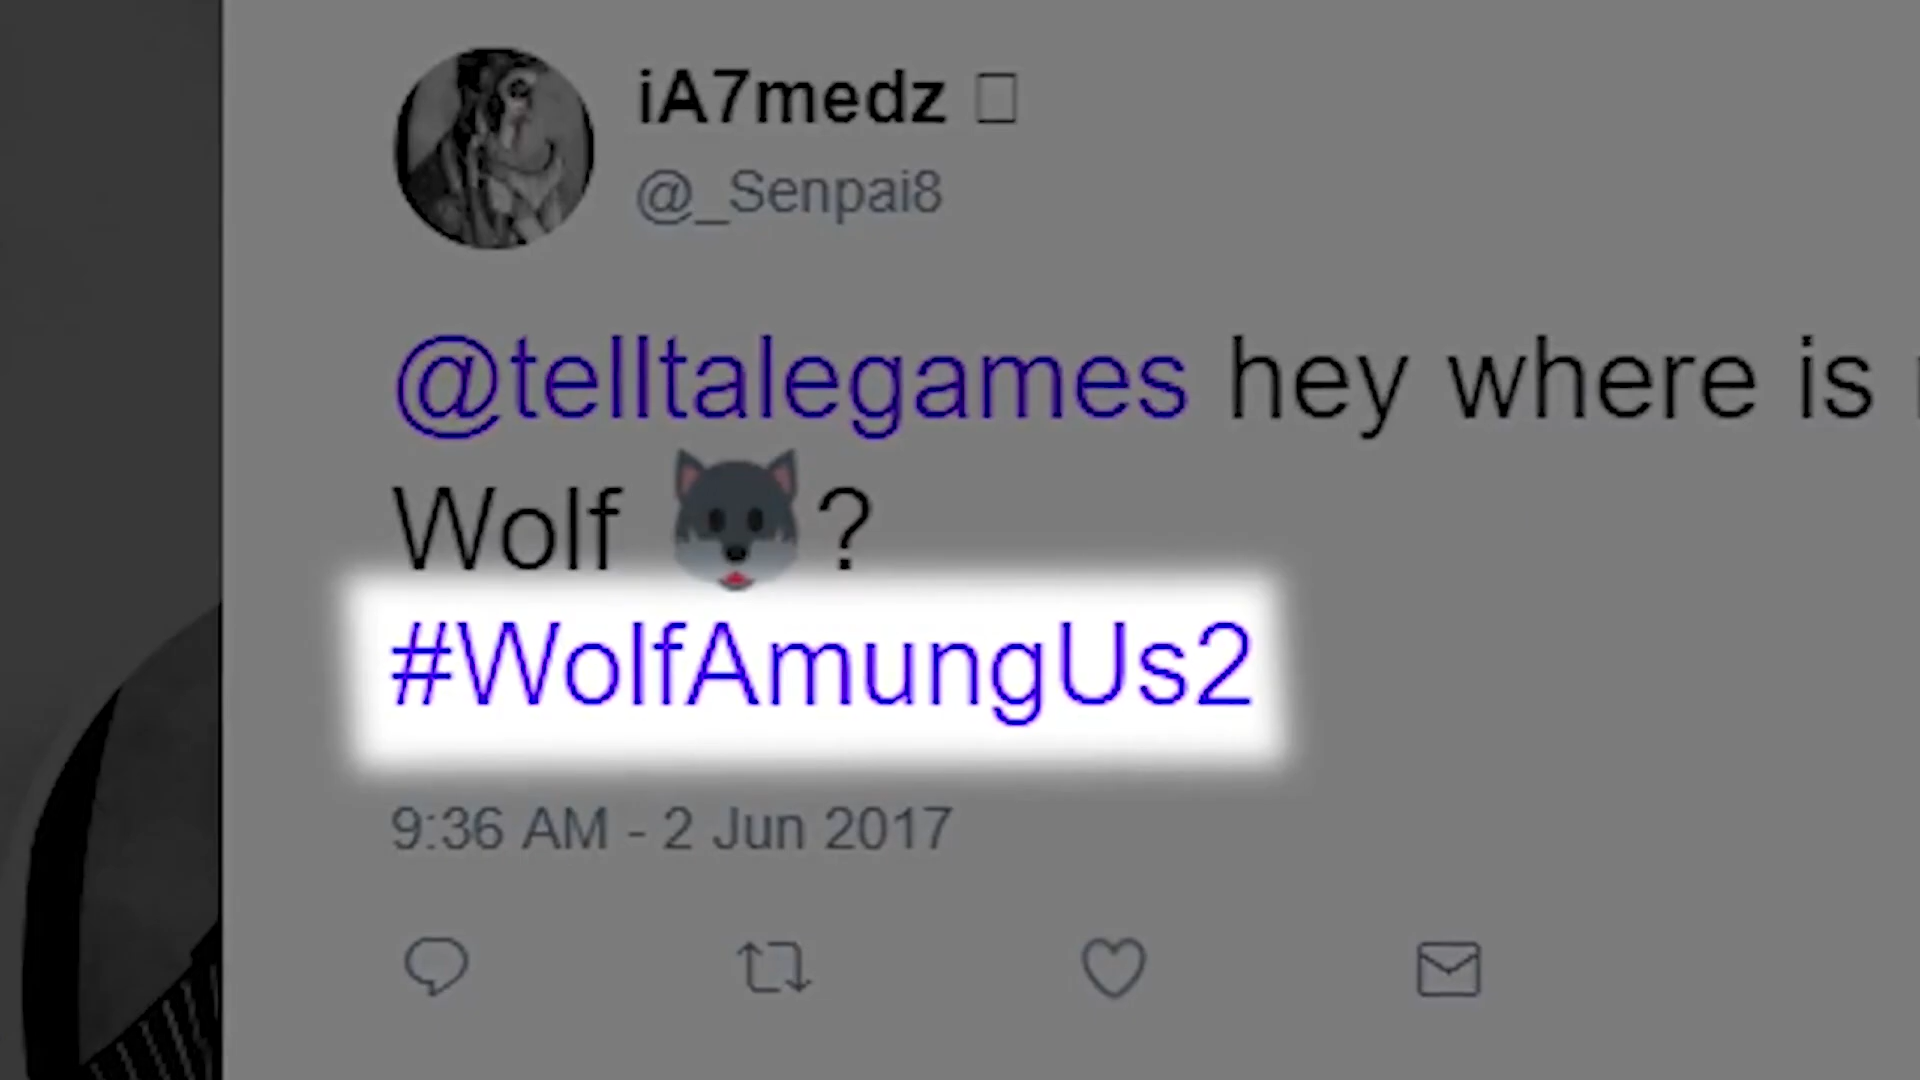 iA7medz
@_Senpai8
@telltalegames hey where is
Wolf 🐺?
#WolfAmungUs2
9:36 AM - 2 Jun 2017